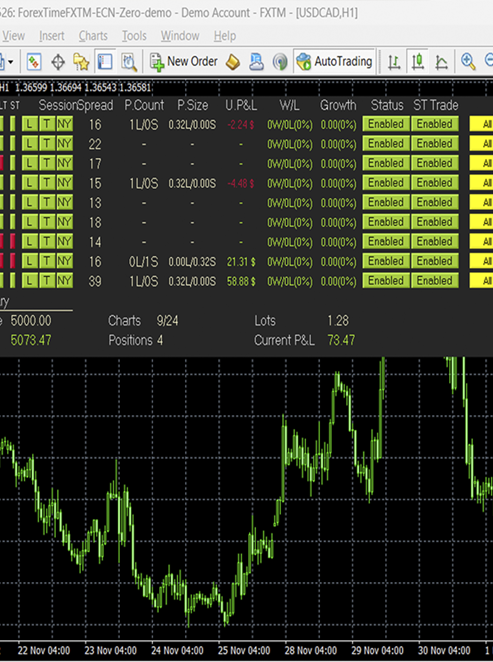 526: ForexTimeFXTM-ECN-Zero-demo - Demo Account - FXTM - [USDCAD,H1]
View Insert Charts Tools Window Help
New Order AutoTrading
H1 1.36599 1.36694 1.36543 1.36581
LT ST Session Spread P.Count P.Size U.P&L W/L Growth Status ST Trade
L T NY 16 1L/0S 0.32L/0.00S -2.24 $ 0W/0L(0%) 0.00(0%) Enabled Enabled All
L T NY 22 - - - 0W/0L(0%) 0.00(0%) Enabled Enabled All
L T NY 17 - - - 0W/0L(0%) 0.00(0%) Enabled Enabled All
L T NY 15 1L/0S 0.32L/0.00S -4.48 $ 0W/0L(0%) 0.00(0%) Enabled Enabled All
L T NY 13 - - - 0W/0L(0%) 0.00(0%) Enabled Enabled All
L T NY 18 - - - 0W/0L(0%) 0.00(0%) Enabled Enabled All
L T NY 14 - - - 0W/0L(0%) 0.00(0%) Enabled Enabled All
L T NY 16 0L/1S 0.00L/0.32S 21.31 $ 0W/0L(0%) 0.00(0%) Enabled Enabled All
L T NY 39 1L/0S 0.32L/0.00S 58.88 $ 0W/0L(0%) 0.00(0%) Enabled Enabled All
ry
e 5000.00 Charts 9/24 Lots 1.28
5073.47 Positions 4 Current P&L 73.47
22 Nov 04:00 23 Nov 04:00 24 Nov 04:00 25 Nov 04:00 28 Nov 04:00 29 Nov 04:00 30 Nov 04:00 1